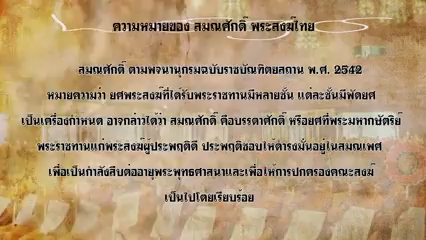 ความหมายของ สมณศักดิ์ พระสงฆ์ไทย
สมณศักดิ์ ตามพจนานุกรมฉบับราชบัณฑิตยสถาน พ.ศ. 2542
หมายความว่า ยศพระสงฆ์ที่ได้รับพระราชทานมีหลายชั้น แต่ละชั้นมีพัดยศ
เป็นเครื่องกำหนด อาจกล่าวได้ว่า สมณศักดิ์ คือบรรดาศักดิ์ หรือยศที่พระมหากษัตริย์
พระราชทานแก่พระสงฆ์ผู้ประพฤติดี ประพฤติชอบให้ดำรงมั่นอยู่ในสมณเพศ
เพื่อเป็นกำลังสืบต่ออายุพระพุทธศาสนาและเพื่อให้การปกครองคณะสงฆ์
เป็นไปโดยเรียบร้อย